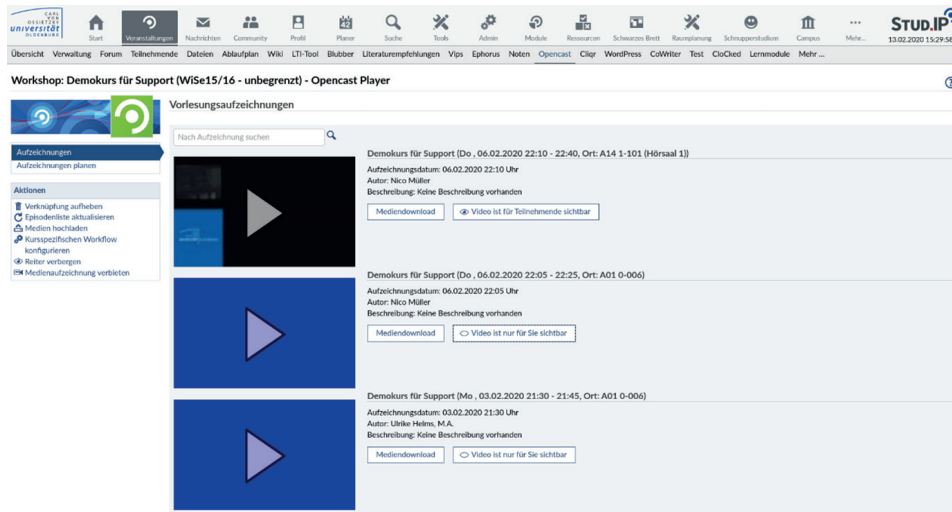 CARL
VON
OSSIETZKY
universität
OLDENBURG
Start
Veranstaltungen
Nachrichten
Community
Profil
Planer
Suche
Tools
Admin
Module
Ressourcen
Schwarzes Brett
Raumplanung
Schnupperstudium
Campus
Mehr...
STUD.IP
13.02.2020 15:29:58
Übersicht Verwaltung Forum Teilnehmende Dateien Ablaufplan Wiki LTI-Tool Blubber Literaturempfehlungen Vips Ephorus Noten Opencast Cliqr WordPress CoWriter Test CloCked Lernmodule Mehr ...
Workshop: Demokurs für Support (WiSe15/16 - unbegrenzt) - Opencast Player
Aufzeichnungen
Aufzeichnungen planen
Aktionen
Verknüpfung aufheben
Episodenliste aktualisieren
Medien hochladen
Kursspezifischen Workflow
konfigurieren
Reiter verbergen
Medienaufzeichnung verbieten
Vorlesungsaufzeichnungen
Nach Aufzeichnung suchen
Demokurs für Support (Do , 06.02.2020 22:10 - 22:40, Ort: A14 1-101 (Hörsaal 1))
Aufzeichnungsdatum: 06.02.2020 22:10 Uhr
Autor: Nico Müller
Beschreibung: Keine Beschreibung vorhanden
Mediendownload
Video ist für Teilnehmende sichtbar
Demokurs für Support (Do , 06.02.2020 22:05 - 22:25, Ort: A01 0-006)
Aufzeichnungsdatum: 06.02.2020 22:05 Uhr
Autor: Nico Müller
Beschreibung: Keine Beschreibung vorhanden
Mediendownload
Video ist nur für Sie sichtbar
Demokurs für Support (Mo , 03.02.2020 21:30 - 21:45, Ort: A01 0-006)
Aufzeichnungsdatum: 03.02.2020 21:30 Uhr
Autor: Ulrike Helms, M.A.
Beschreibung: Keine Beschreibung vorhanden
Mediendownload
Video ist nur für Sie sichtbar